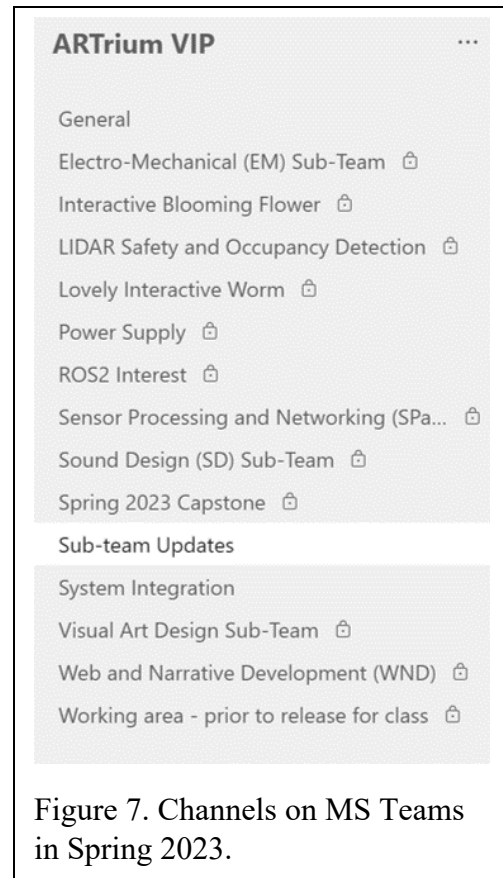 ARTrium VIP ...
General
Electro-Mechanical (EM) Sub-Team
Interactive Blooming Flower
LIDAR Safety and Occupancy Detection
Lovely Interactive Worm
Power Supply
ROS2 Interest
Sensor Processing and Networking (SPa...
Sound Design (SD) Sub-Team
Spring 2023 Capstone
Sub-team Updates
System Integration
Visual Art Design Sub-Team
Web and Narrative Development (WND)
Working area - prior to release for class
Figure 7. Channels on MS Teams
in Spring 2023.